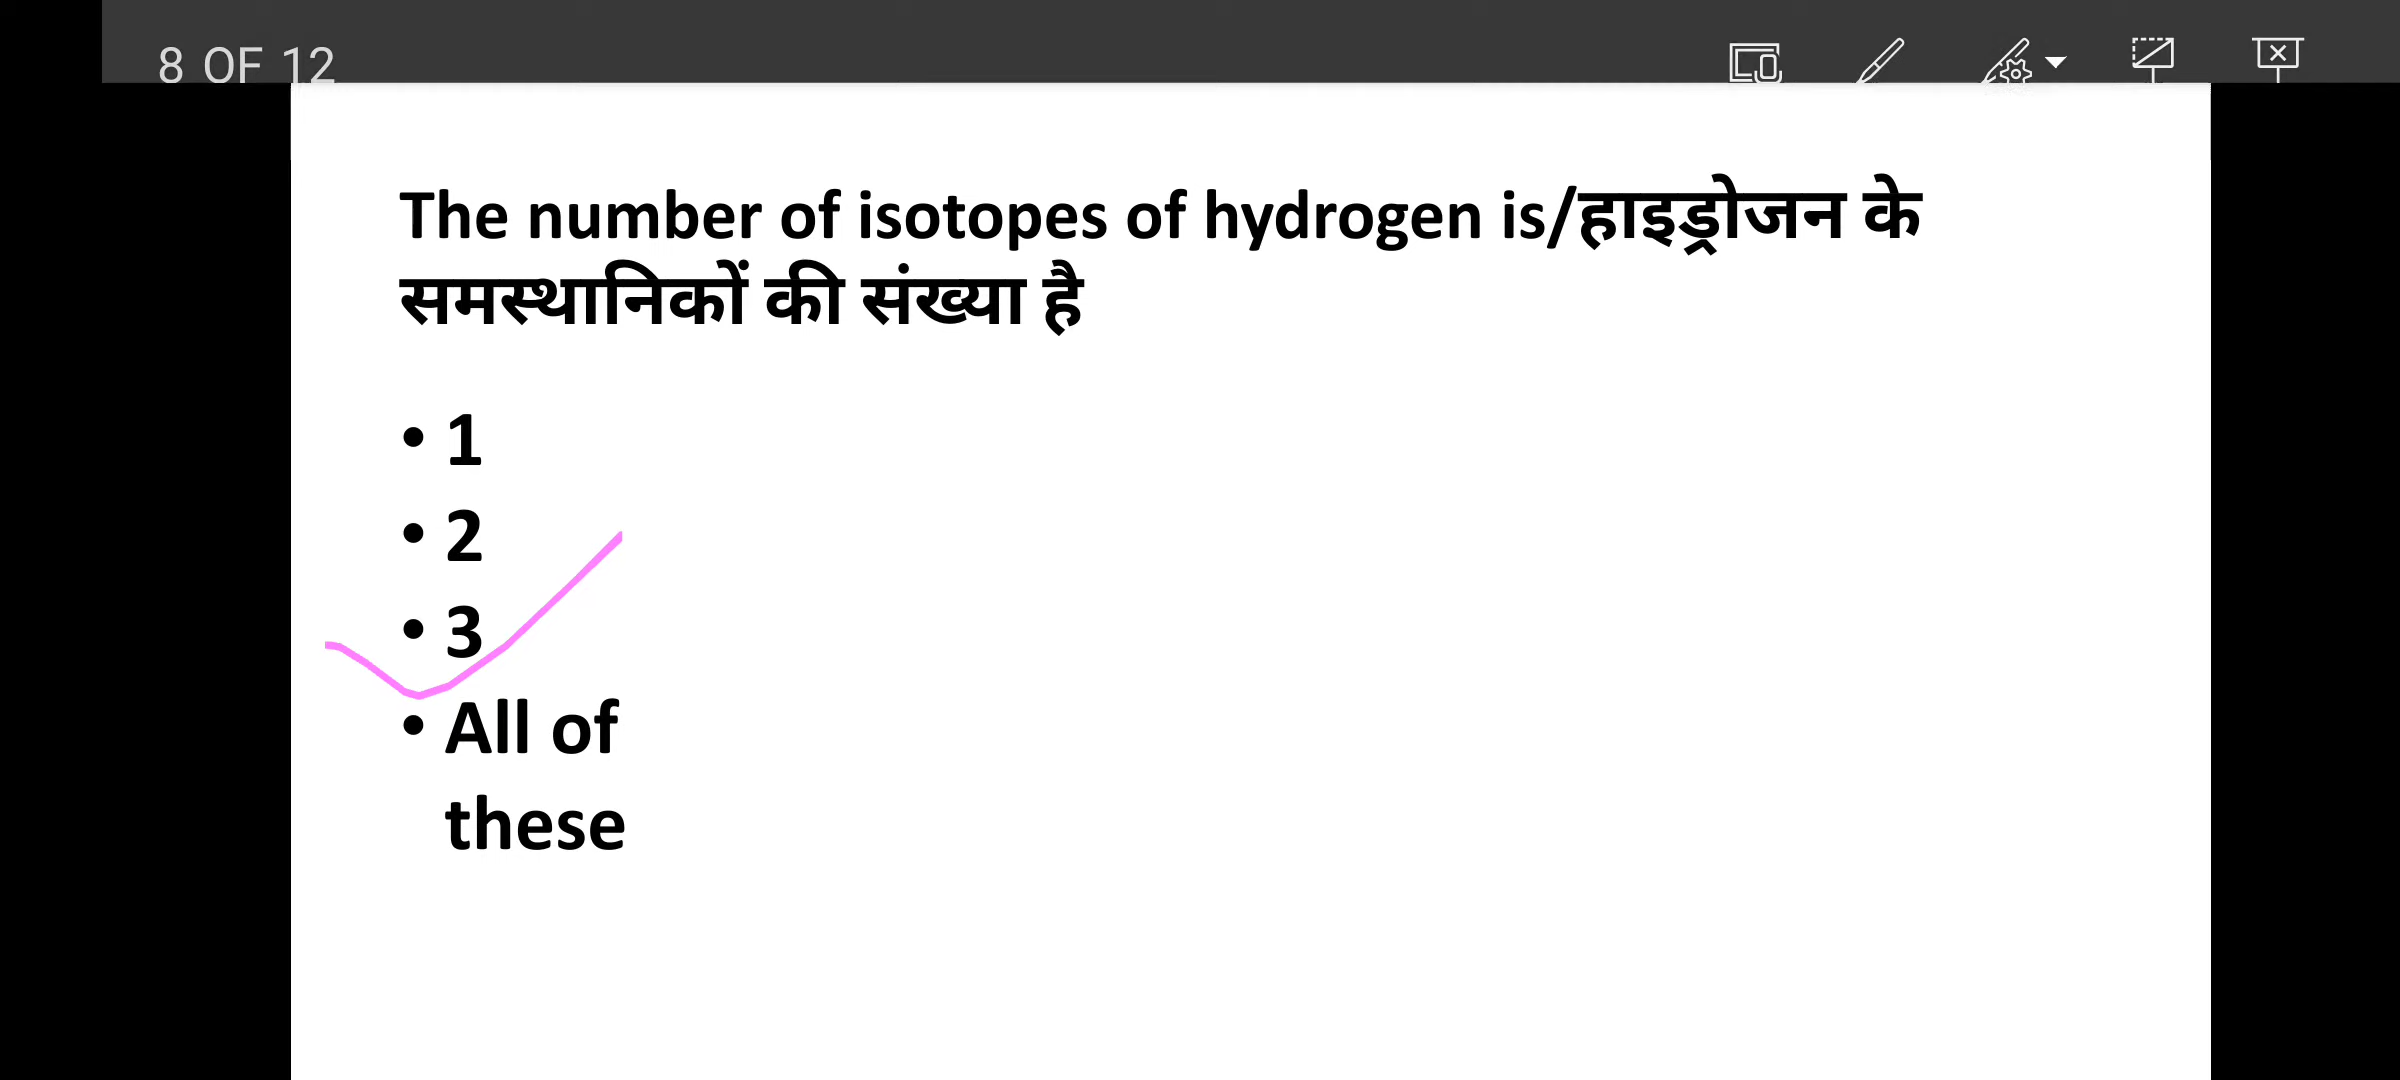 8 OF 12
The number of isotopes of hydrogen is/हाइड्रोजन के
समस्थानिकों की संख्या है
• 1
• 2
• 3
• All of
these